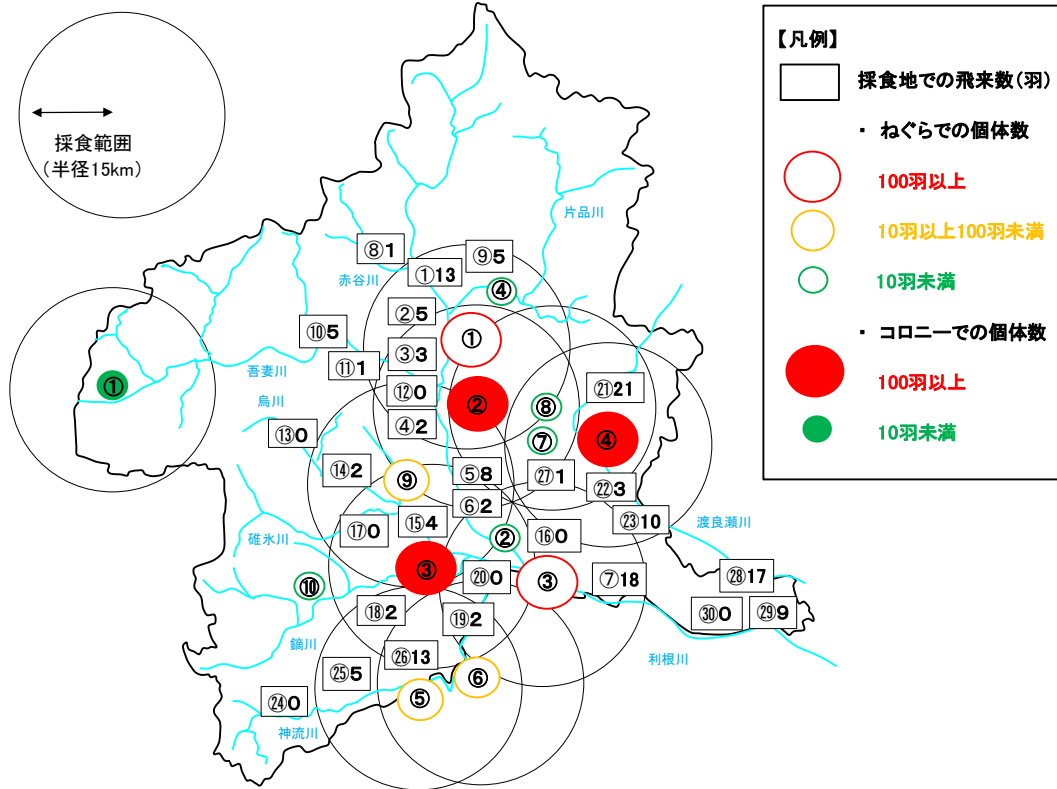 採食範囲
(半径15km)
【凡例】
採食地での飛来数(羽)
・ ねぐらでの個体数
100羽以上
10羽以上100羽未満
10羽未満
・ コロニーでの個体数
100羽以上
10羽未満
片品川
⑧1
⑨5
赤谷川
①13
④
②5
①
⑩5
③3
⑪1
吾妻川
①
㉑21
⑫0
烏川
②
⑧
④2
⑬0
⑦
④
⑭2
⑨
⑤8
㉗1
㉒3
⑥2
㉓10
渡良瀬川
⑰0
⑮4
②
⑯0
碓氷川
③
⑳0
③
⑦18
㉘17
⑩
⑱2
⑲2
㉚0
㉙9
鏑川
㉖13
利根川
㉕5
⑥
⑤
㉔0
神流川